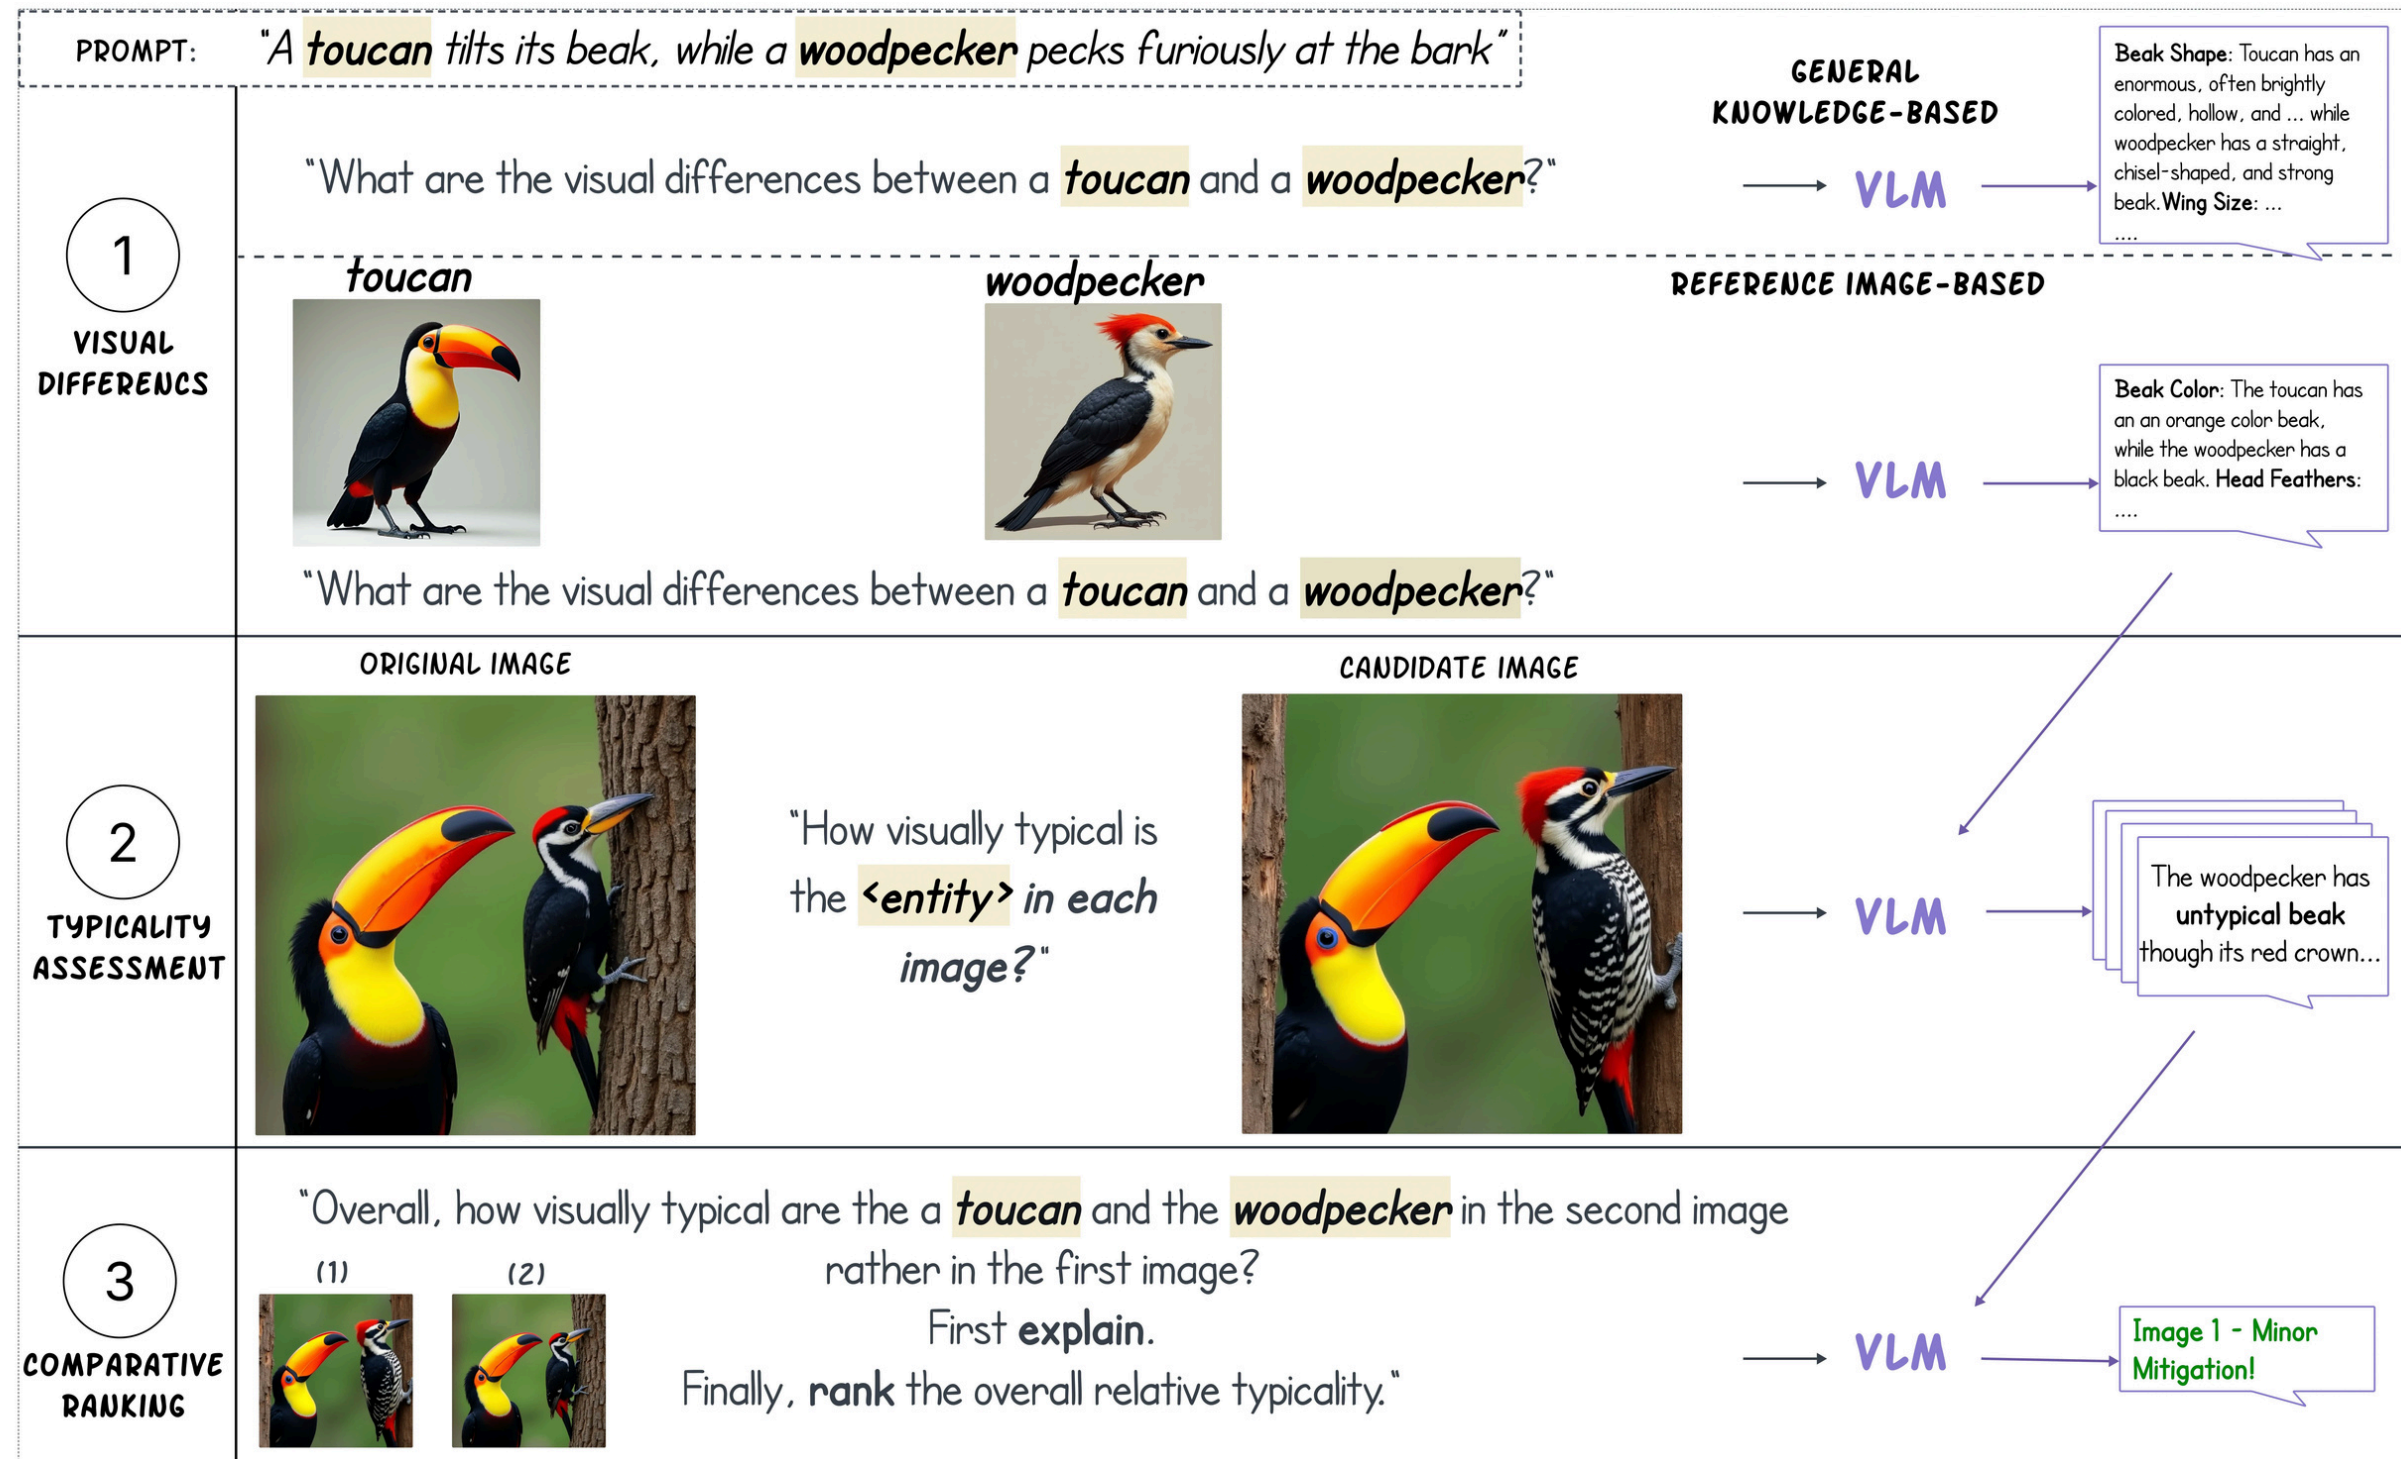 PROMPT: "A toucan tilts its beak, while a woodpecker pecks furiously at the bark"
1
VISUAL
DIFFERENCS
"What are the visual differences between a toucan and a woodpecker?"
GENERAL
KNOWLEDGE-BASED
VLM
Beak Shape: Toucan has an
enormous, often brightly
colored, hollow, and ... while
woodpecker has a straight,
chisel-shaped, and strong
beak.Wing Size: ...
....
toucan
woodpecker
REFERENCE IMAGE-BASED
VLM
Beak Color: The toucan has
an an orange color beak,
while the woodpecker has a
black beak. Head Feathers:
....
"What are the visual differences between a toucan and a woodpecker?"
2
TYPICALITY
ASSESSMENT
ORIGINAL IMAGE
"How visually typical is
the <entity> in each
image?"
CANDIDATE IMAGE
VLM
The woodpecker has
untypical beak
though its red crown...
3
COMPARATIVE
RANKING
"Overall, how visually typical are the a toucan and the woodpecker in the second image
rather in the first image?
First explain.
Finally, rank the overall relative typicality."
(1)
(2)
VLM
Image 1 - Minor
Mitigation!